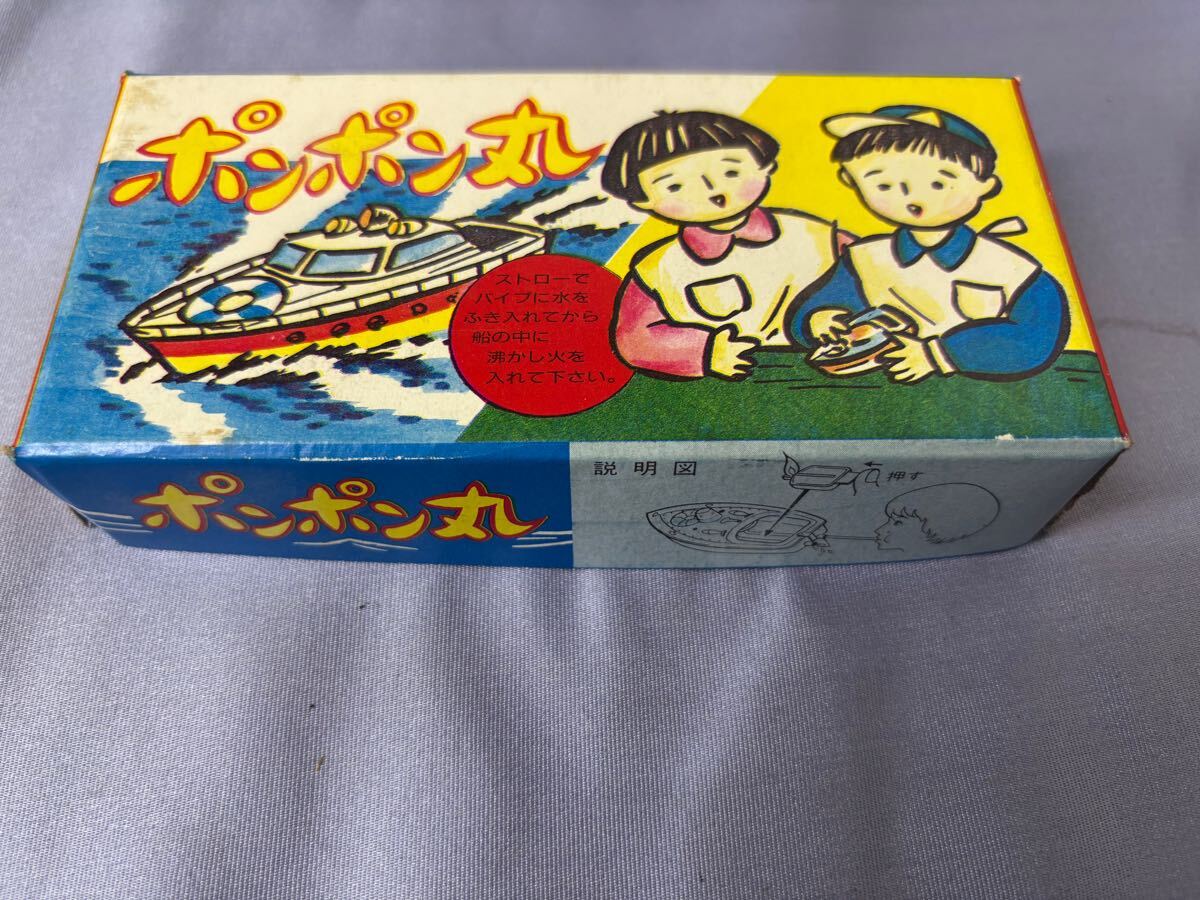 ポンポン丸
ストローで
パイプに水を
ふき入れてから
船の中に
沸かし火を
入れて下さい。
ポンポン丸
説明図
押す